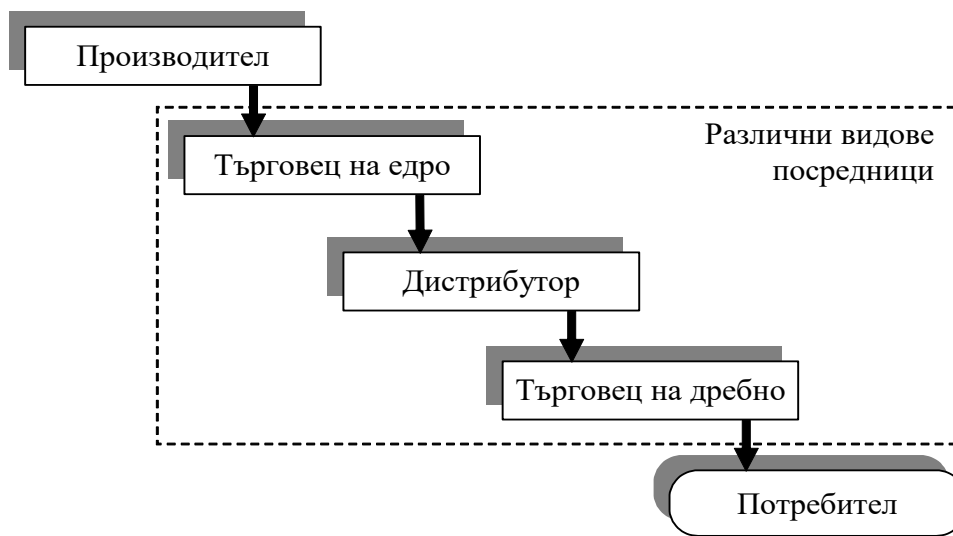 Производител
Търговец на едро
Различни видове
посредници
Дистрибутор
Търговец на дребно
Потребител